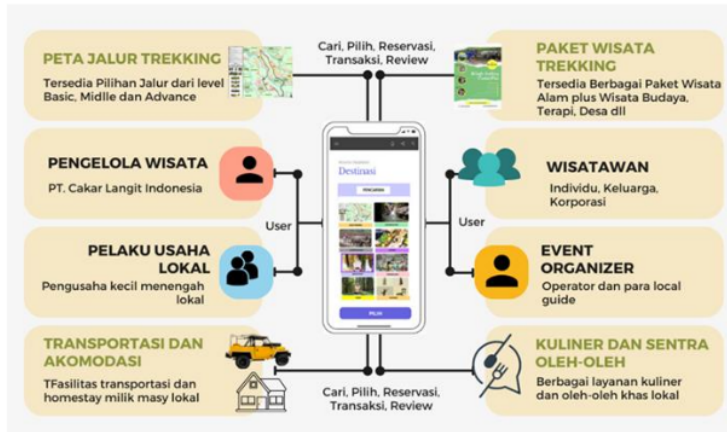 PETA JALUR TREKKING
Tersedia Pilihan Jalur dari level
Basic, Midlle dan Advance
Cari, Pilih, Reservasi,
Transaksi, Review
PAKET WISATA
TREKKING
Tersedia Berbagai Paket Wisata
Alam plus Wisata Budaya,
Terapi, Desa dll
PENGELOLA WISATA
PT. Cakar Langit Indonesia
User
PELAKU USAHA
LOKAL
Pengusaha kecil menengah
lokal
Destinasi
PENCARIAN
PILIH
WISATAWAN
Individu, Keluarga,
Korporasi
User
EVENT
ORGANIZER
Operator dan para local
guide
TRANSPORTASI DAN
AKOMODASI
TFasilitas transportasi dan
homestay milik masy lokal
Cari, Pilih, Reservasi,
Transaksi, Review
KULINER DAN SENTRA
OLEH-OLEH
Berbagai layanan kuliner
dan oleh-oleh khas lokal